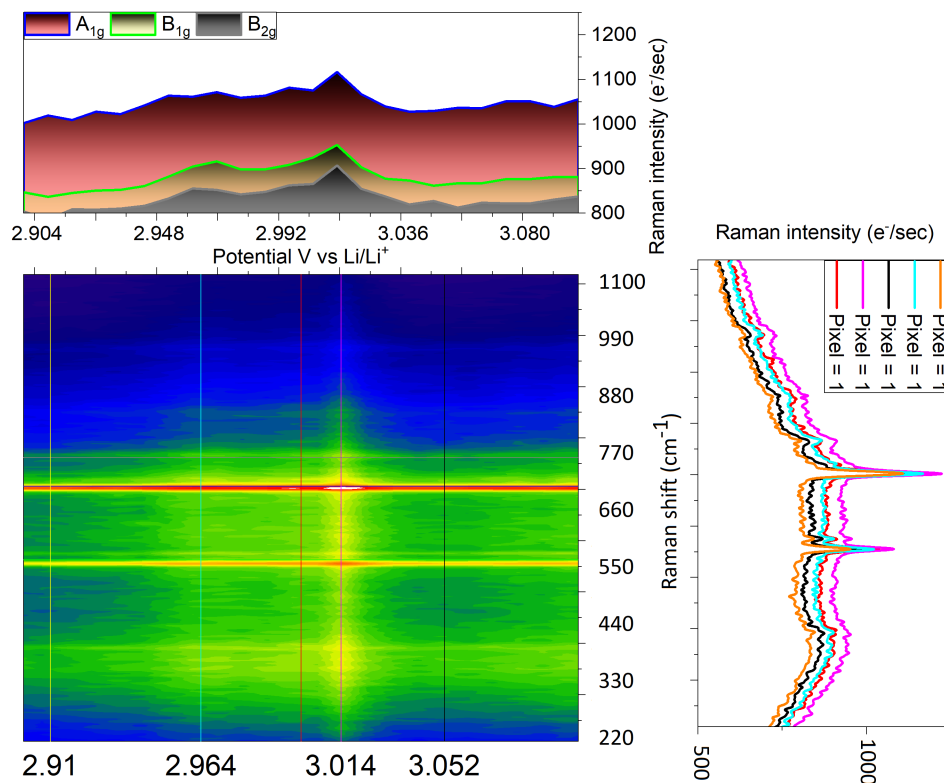 A1g B1g B2g
1250
1100
1000
900
800
Raman intensity (e-/sec)
2.904 2.948 2.992 3.036 3.080
Potential V vs Li/Li+
1100
990
880
770
660
550
440
330
220
Raman shift (cm-1)
2.91 2.964 3.014 3.052
Raman intensity (e-/sec)
Pixel = 1
Pixel = 1
Pixel = 1
Pixel = 1
Pixel = 1
500 1000